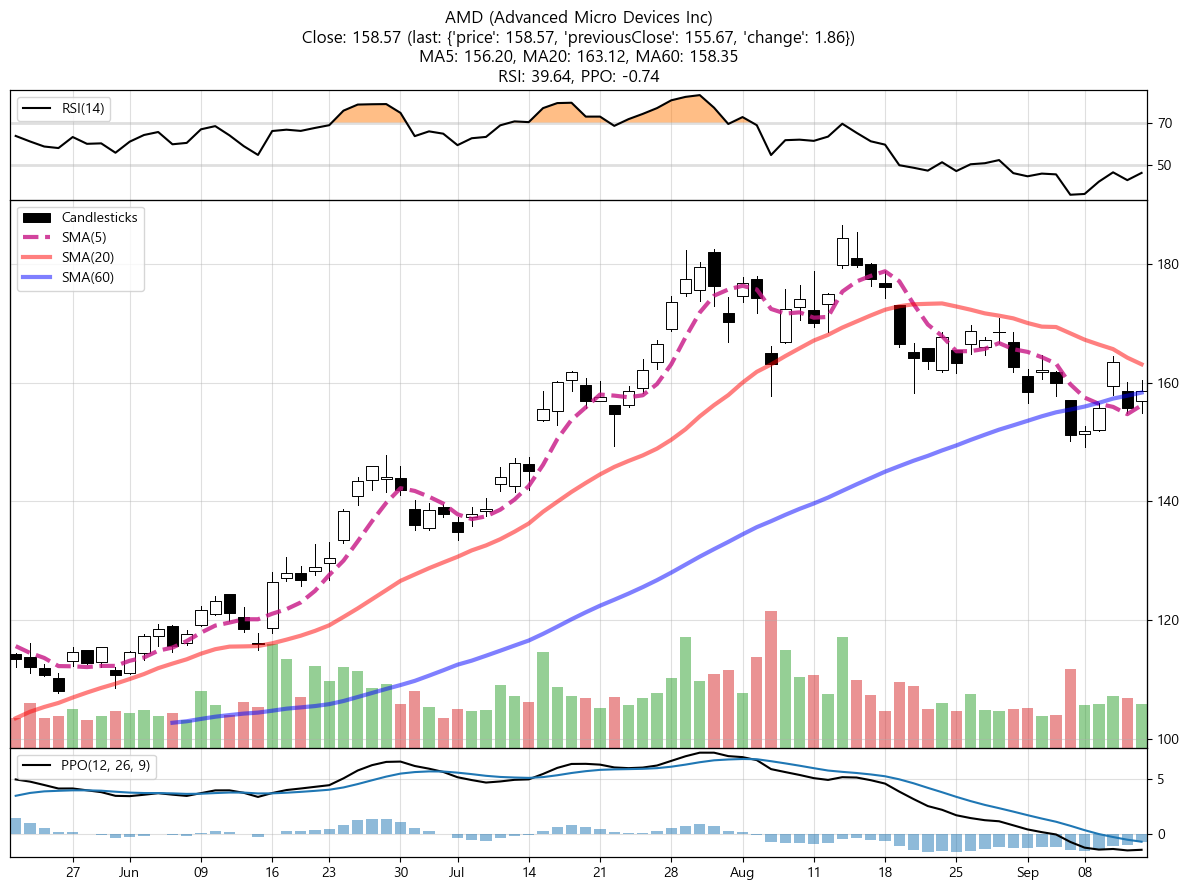 AMD (Advanced Micro Devices Inc)
Close: 158.57 (last: {'price': 158.57, 'previousClose': 155.67, 'change': 1.86})
MA5: 156.20, MA20: 163.12, MA60: 158.35
RSI: 39.64, PPO: -0.74
RSI(14)
70
50
Candlesticks
SMA(5)
SMA(20)
SMA(60)
180
160
140
120
100
PPO(12, 26, 9)
5
0
27 Jun 09 16 23 30 Jul 14 21 28 Aug 11 18 25 Sep 08